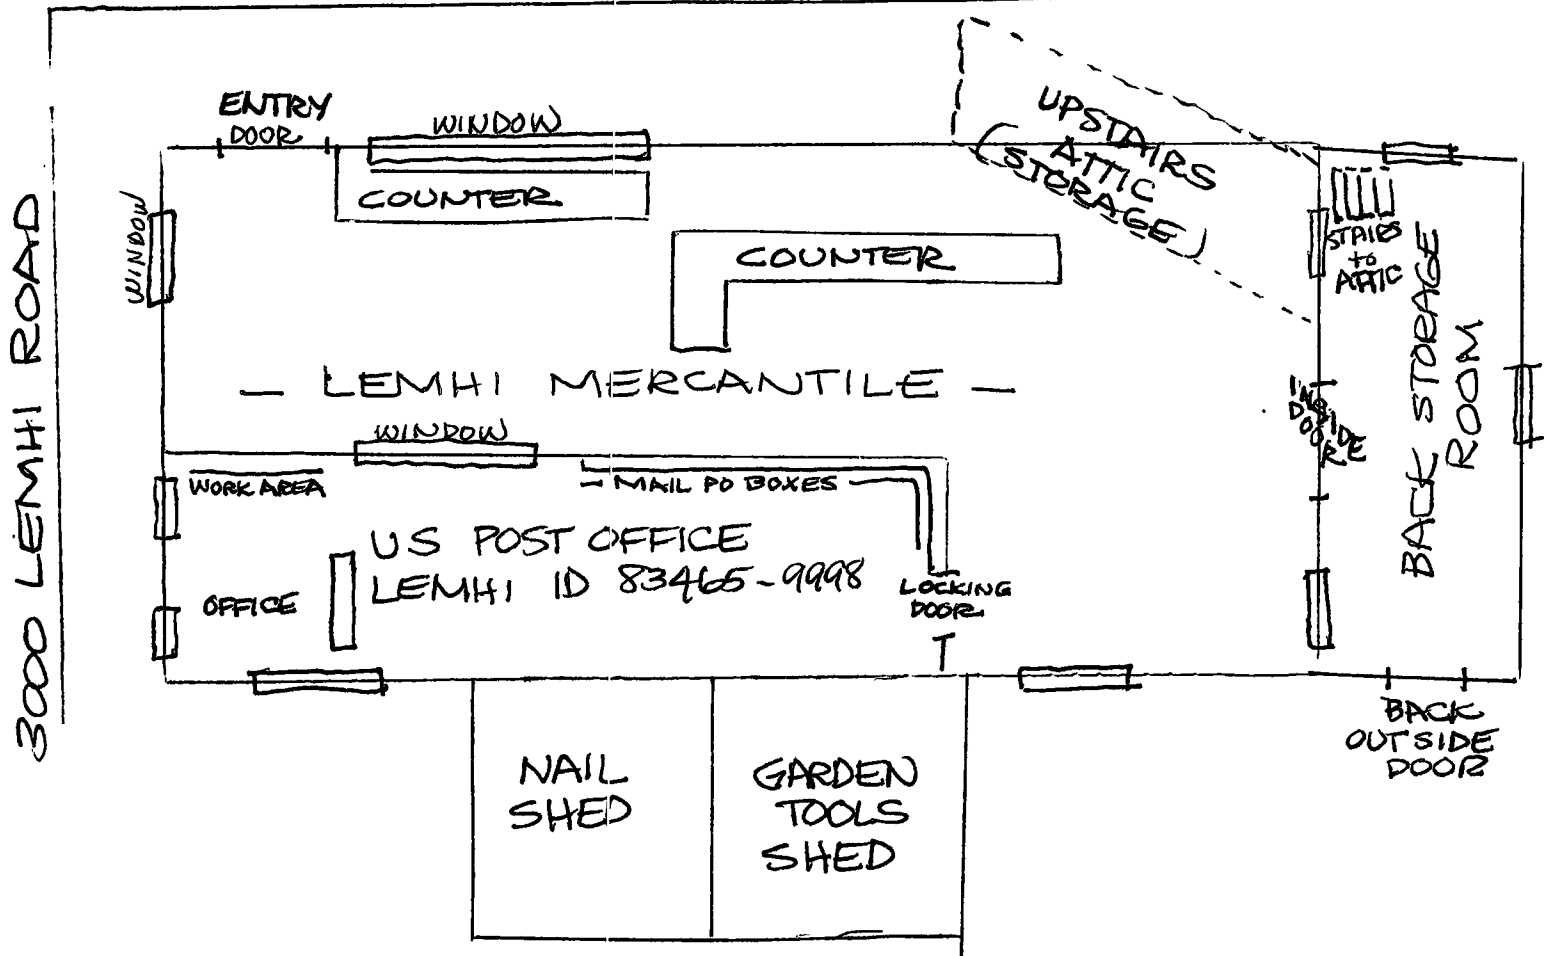 3000 LEMHI ROAD
ENTRY
DOOR
WINDOW
COUNTER
WINDOW
UPSTAIRS
(ATTIC
STORAGE)
STAIRS
to
ATTIC
BACK STORAGE
ROOM
COUNTER
- LEMHI MERCANTILE -
INSIDE
DOOR
WINDOW
WORK AREA
- MAIL PO BOXES -
US POST OFFICE
LEMHI ID 83465-9998
OFFICE
LOCKING
DOOR
NAIL
SHED
GARDEN
TOOLS
SHED
BACK
OUTSIDE
DOOR